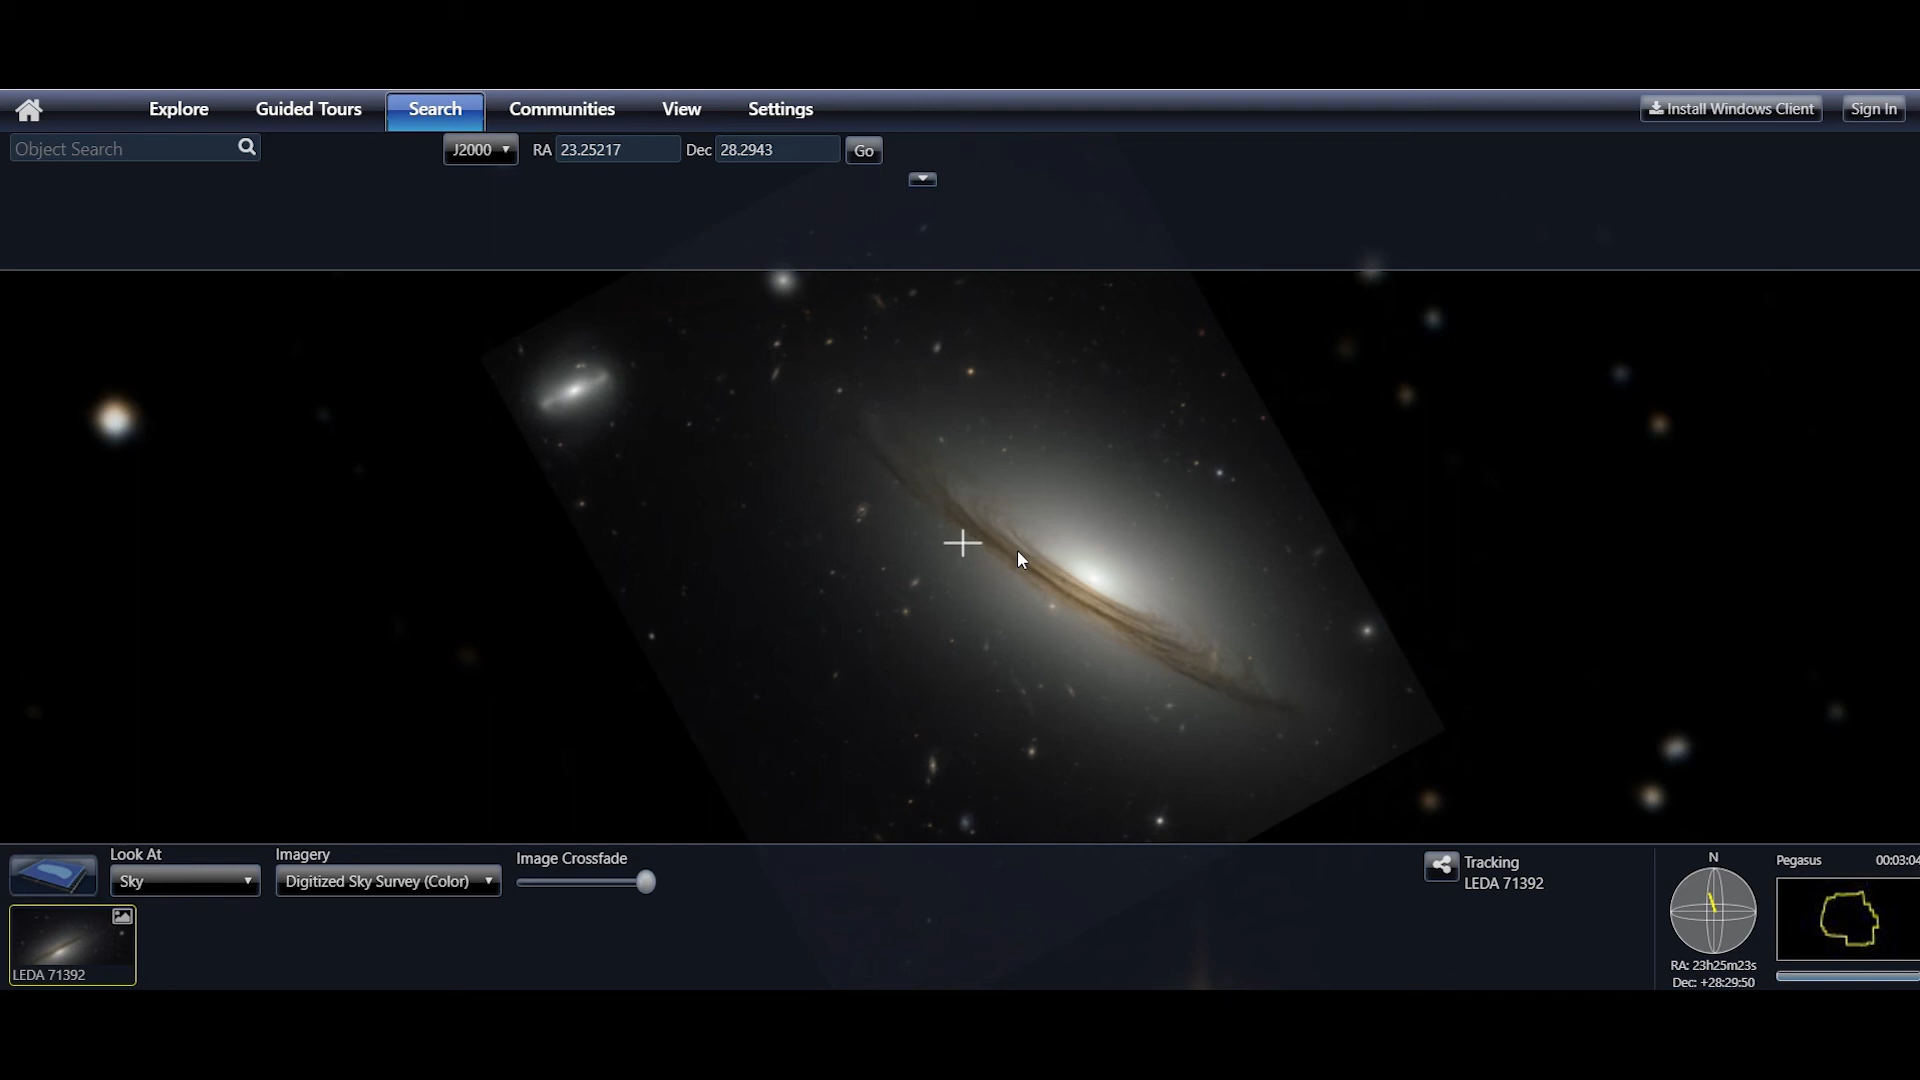 Explore Guided Tours Search Communities View Settings Install Windows Client Sign In
Object Search J2000 RA 23.25217 Dec 28.2943 Go
Look At Imagery Image Crossfade
Sky Digitized Sky Survey (Color)
Tracking
LEDA 71392
LEDA 71392
N
RA: 23h25m23s
Dec: +28:29:50
Pegasus 00:03:04